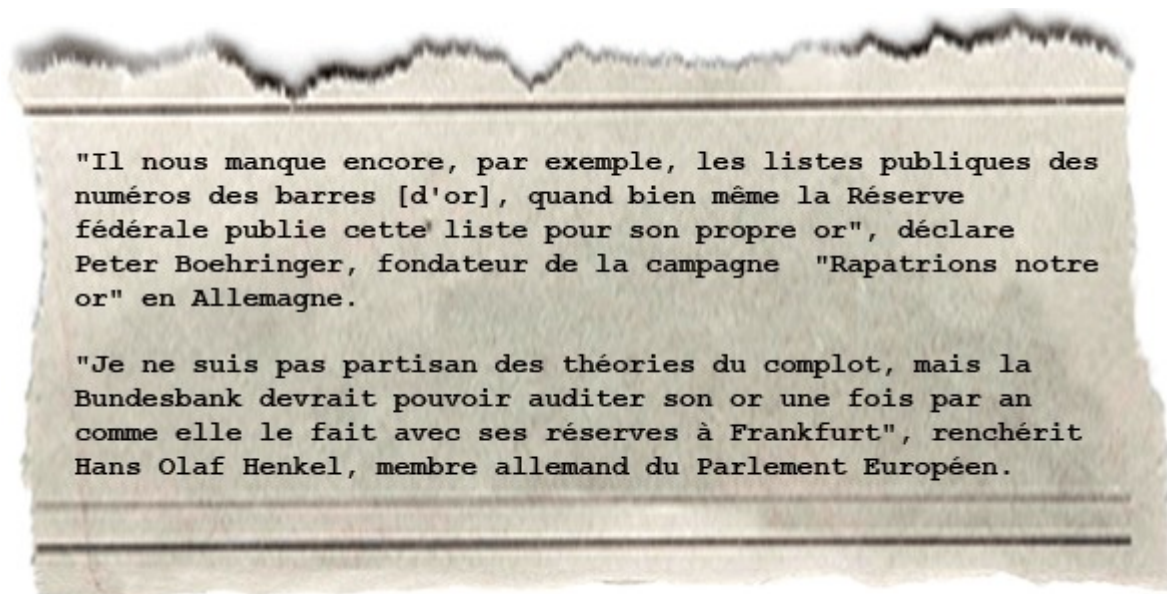 "Il nous manque encore, par exemple, les listes publiques des
numéros des barres [d'or], quand bien même la Réserve
fédérale publie cette liste pour son propre or", déclare
Peter Boehringer, fondateur de la campagne  "Rapatrions notre
or" en Allemagne.

"Je ne suis pas partisan des théories du complot, mais la
Bundesbank devrait pouvoir auditer son or une fois par an
comme elle le fait avec ses réserves à Frankfurt", renchérit
Hans Olaf Henkel, membre allemand du Parlement Européen.